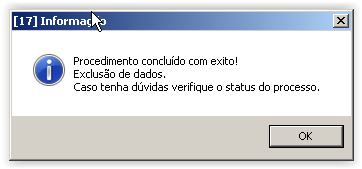 [17] Informação
Procedimento concluído com exito!
Exclusão de dados.
Caso tenha dúvidas verifique o status do processo.
OK